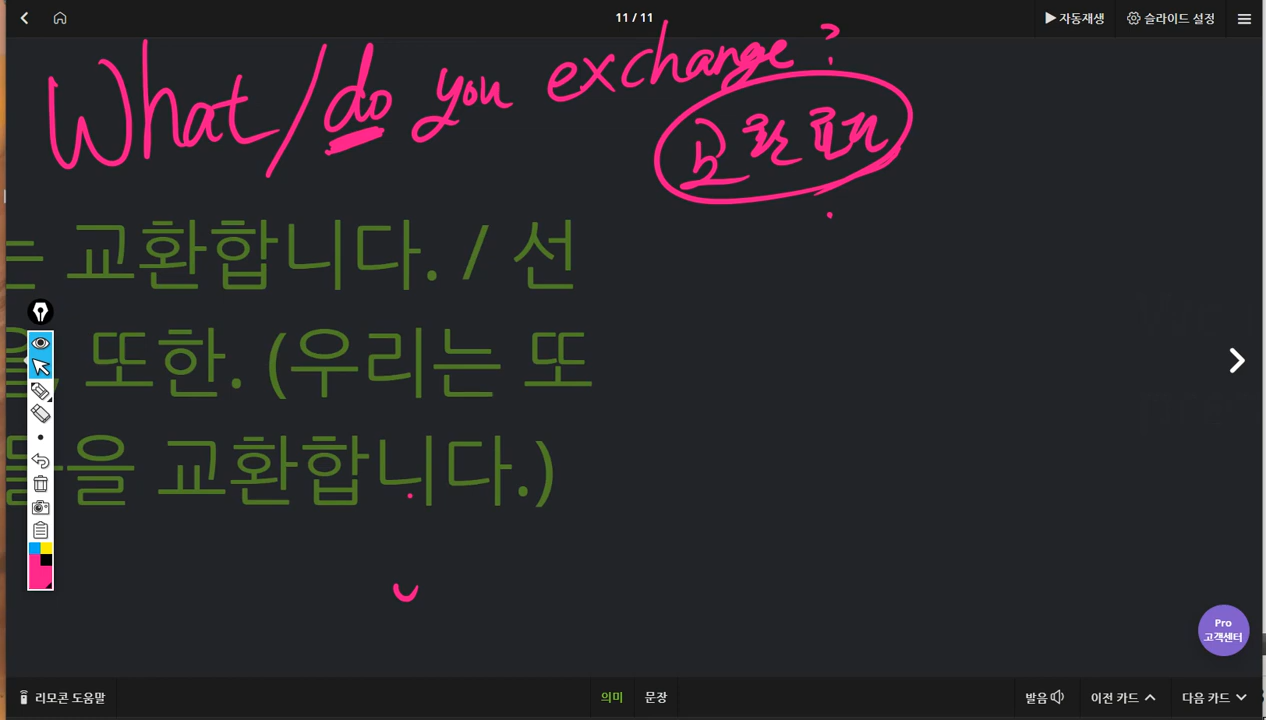 11 / 11
▶자동재생
슬라이드 설정
What / do you exchange?
는 교환합니다. / 선
을, 또한. (우리는 또
들을 교환합니다.)
Pro
고객센터
리모콘 도움말
의미
문장
발음
이전 카드
다음 카드